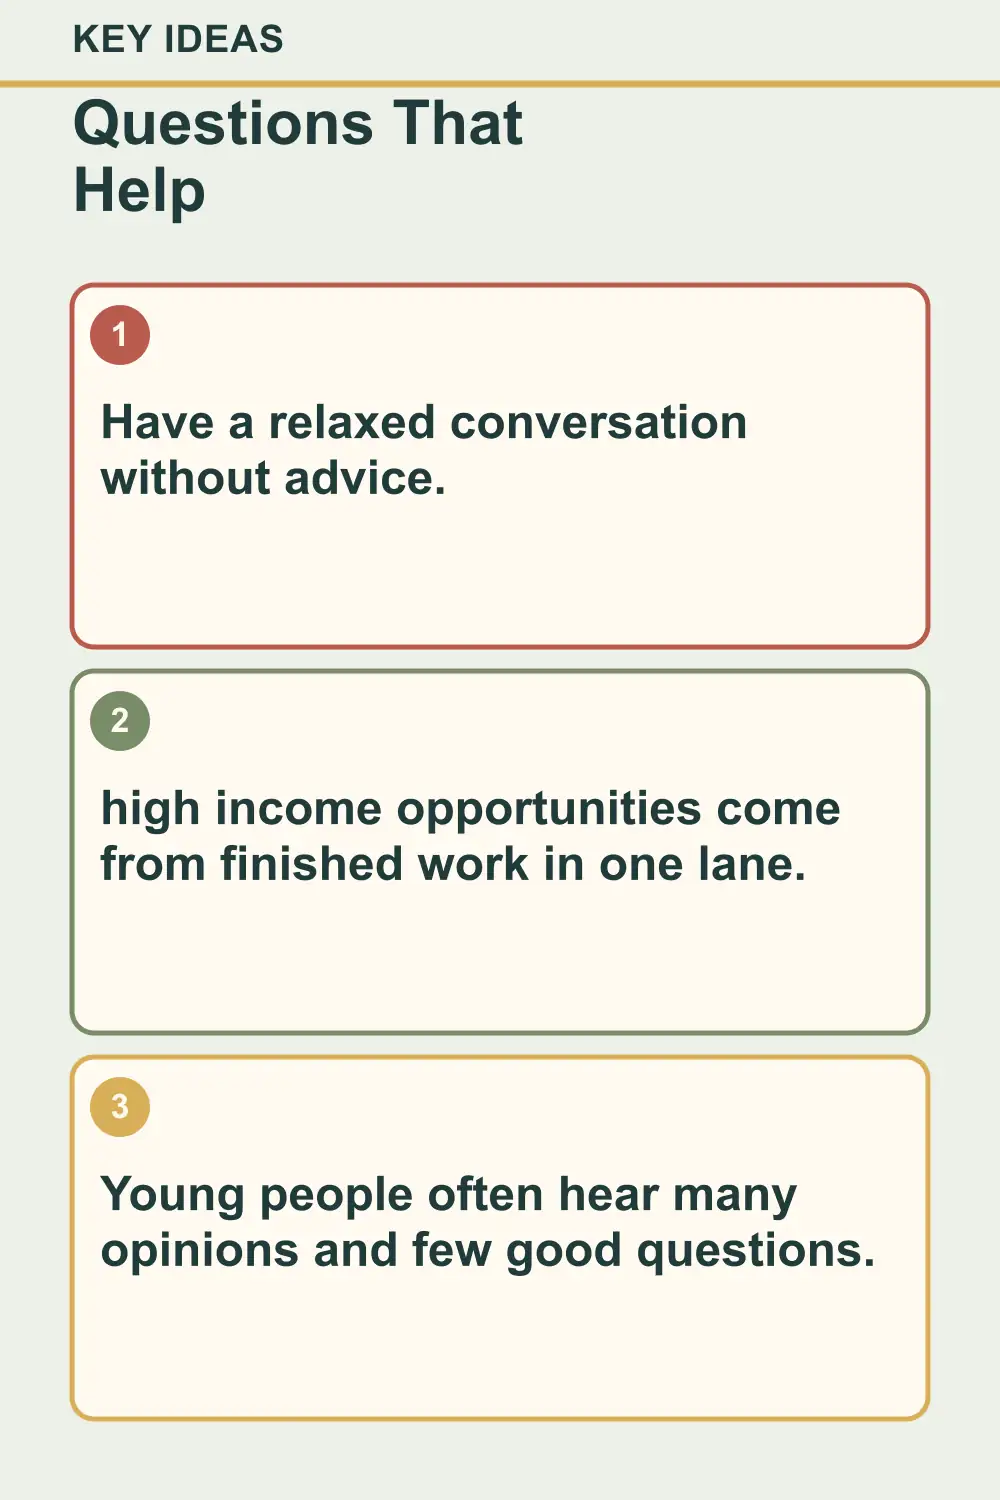 KEY IDEAS
Questions That
Help
1
Have a relaxed conversation
without advice.
2
high income opportunities come
from finished work in one lane.
3
Young people often hear many
opinions and few good questions.